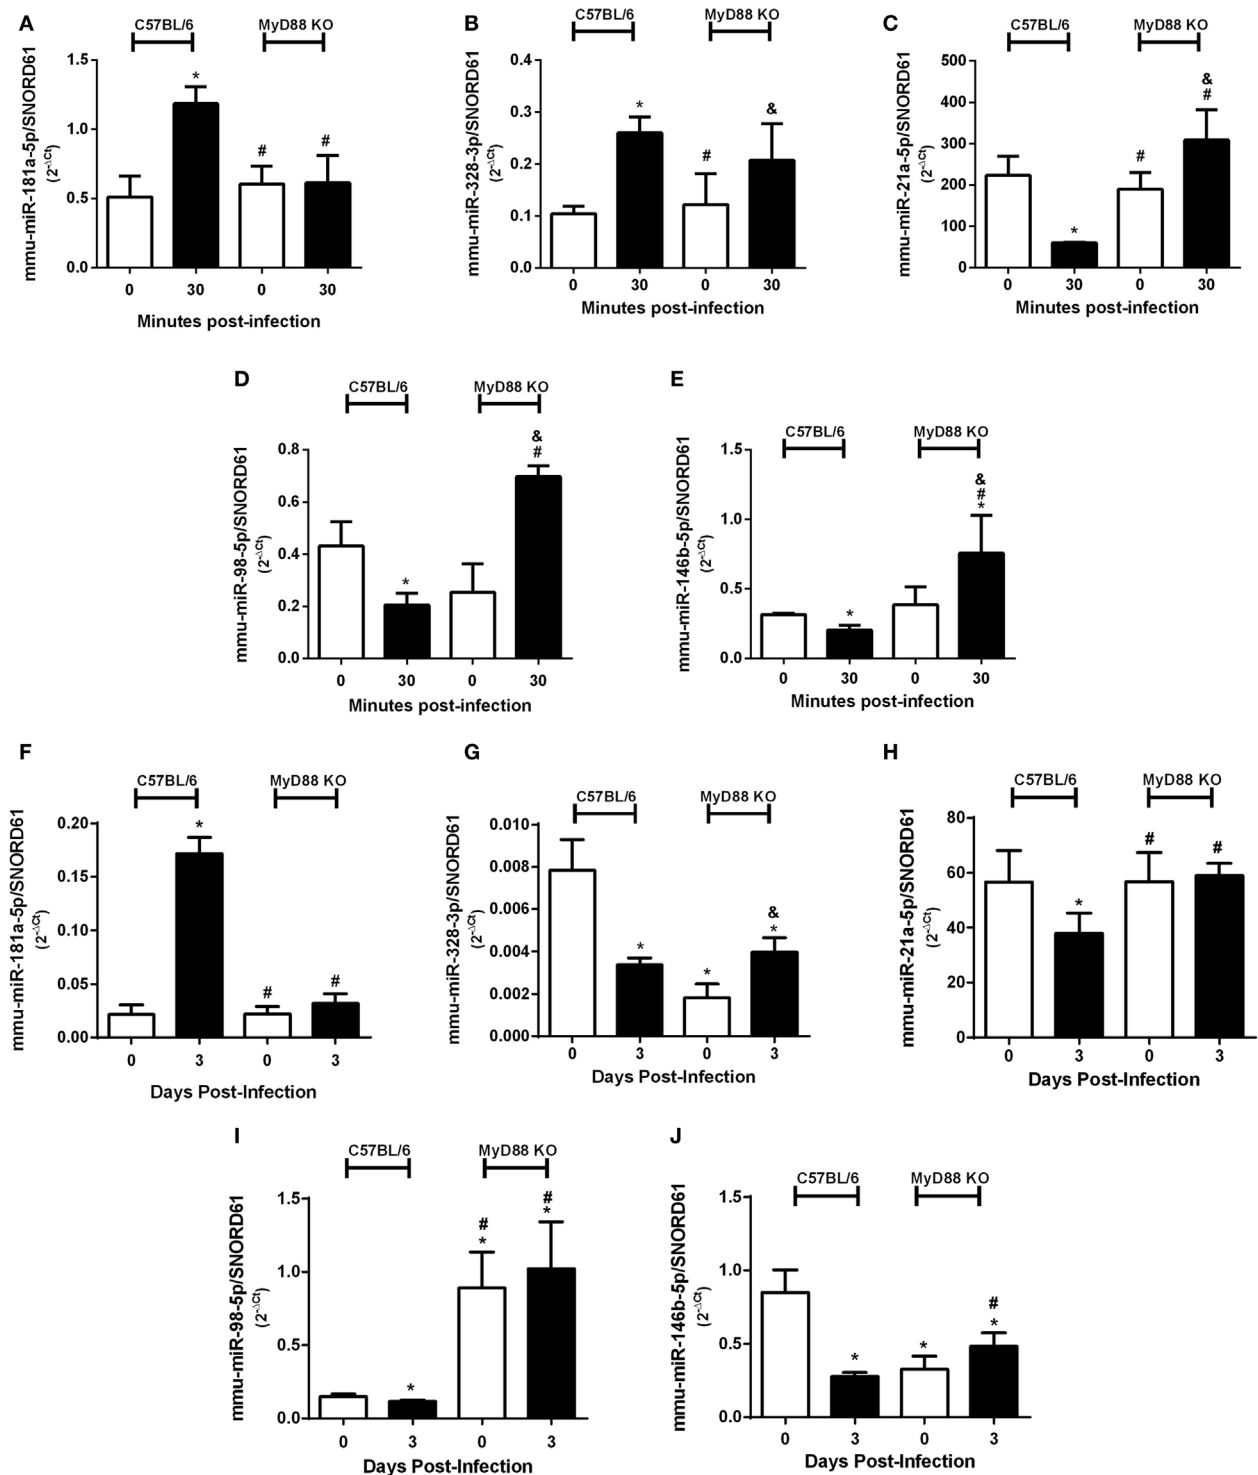 A
C57BL/6 MyD88 KO
mmu-miR-181a-5p/SNORD61
(2-ΔCt)
1.5
1.0
0.5
0.0
*
#
#
0 30 0 30
Minutes post-infection
B
C57BL/6 MyD88 KO
mmu-miR-328-3p/SNORD61
(2-ΔCt)
0.4
0.3
0.2
0.1
0.0
*
#
&
0 30 0 30
Minutes post-infection
C
C57BL/6 MyD88 KO
mmu-miR-21a-5p/SNORD61
(2-ΔCt)
500
400
300
200
100
0
*
#
&
#
0 30 0 30
Minutes post-infection
D
C57BL/6 MyD88 KO
mmu-miR-98-5p/SNORD61
(2-ΔCt)
0.8
0.6
0.4
0.2
0.0
*
&
#
0 30 0 30
Minutes post-infection
E
C57BL/6 MyD88 KO
mmu-miR-146b-5p/SNORD61
(2-ΔCt)
1.5
1.0
0.5
0.0
*
&
#
*
0 30 0 30
Minutes post-infection
F
C57BL/6 MyD88 KO
mmu-miR-181a-5p/SNORD61
(2-ΔCt)
0.20
0.15
0.10
0.05
0.00
*
#
#
0 3 0 3
Days Post-Infection
G
C57BL/6 MyD88 KO
mmu-miR-328-3p/SNORD61
(2-ΔCt)
0.010
0.008
0.006
0.004
0.002
0.000
*
*
&
*
0 3 0 3
Days Post-Infection
H
C57BL/6 MyD88 KO
mmu-miR-21a-5p/SNORD61
(2-ΔCt)
80
60
40
20
0
*
#
#
0 3 0 3
Days Post-Infection
I
C57BL/6 MyD88 KO
mmu-miR-98-5p/SNORD61
(2-ΔCt)
1.5
1.0
0.5
0.0
*
#
*
#
*
0 3 0 3
Days Post-Infection
J
C57BL/6 MyD88 KO
mmu-miR-146b-5p/SNORD61
(2-ΔCt)
1.5
1.0
0.5
0.0
*
*
#
*
0 3 0 3
Days Post-Infection